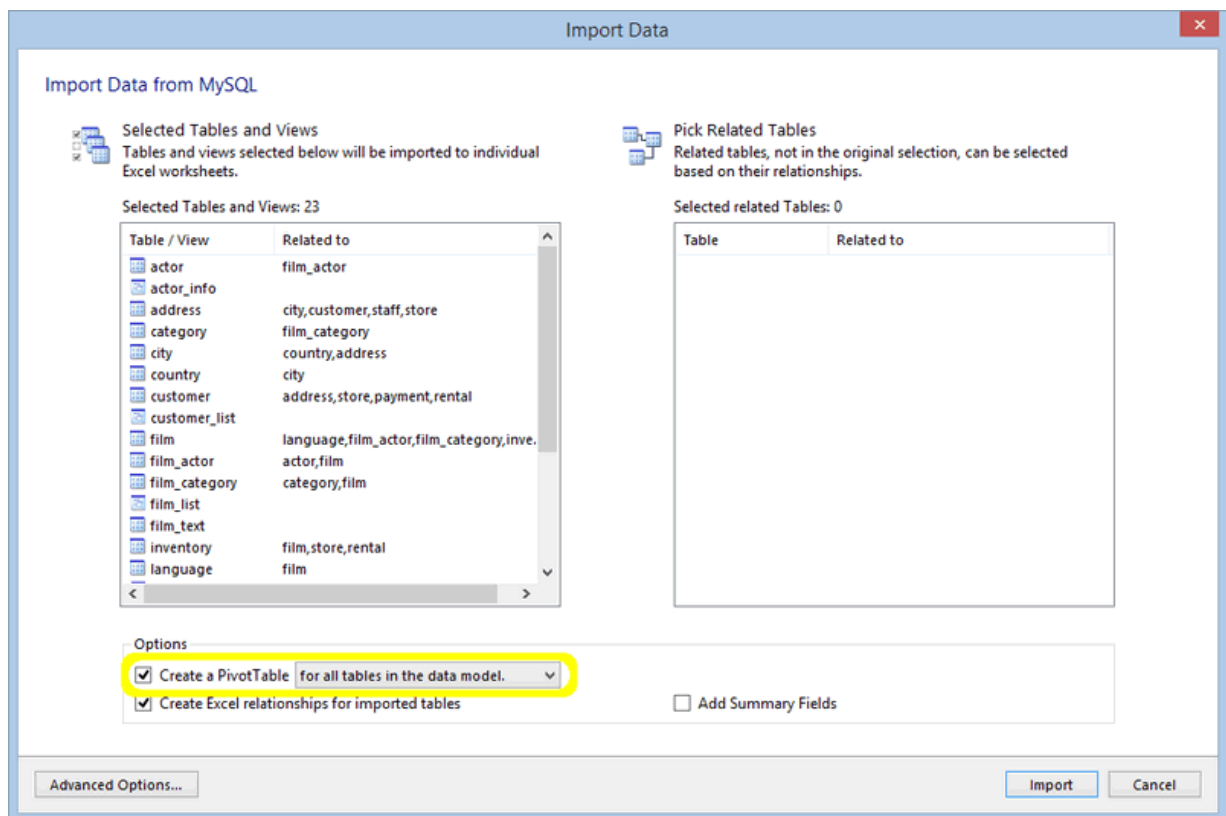 Import Data
Import Data from MySQL
Selected Tables and Views
Tables and views selected below will be imported to individual
Excel worksheets.
Selected Tables and Views: 23
Table / View Related to
actor film_actor
actor_info
address city,customer,staff,store
category film_category
city country,address
country city
customer address,store,payment,rental
customer_list
film language,film_actor,film_category,inve.
film_actor actor,film
film_category category,film
film_list
film_text
inventory film,store,rental
language film
Pick Related Tables
Related tables, not in the original selection, can be selected
based on their relationships.
Selected related Tables: 0
Table Related to
Options
Create a PivotTable for all tables in the data model.
Create Excel relationships for imported tables
Add Summary Fields
Advanced Options...
Import
Cancel